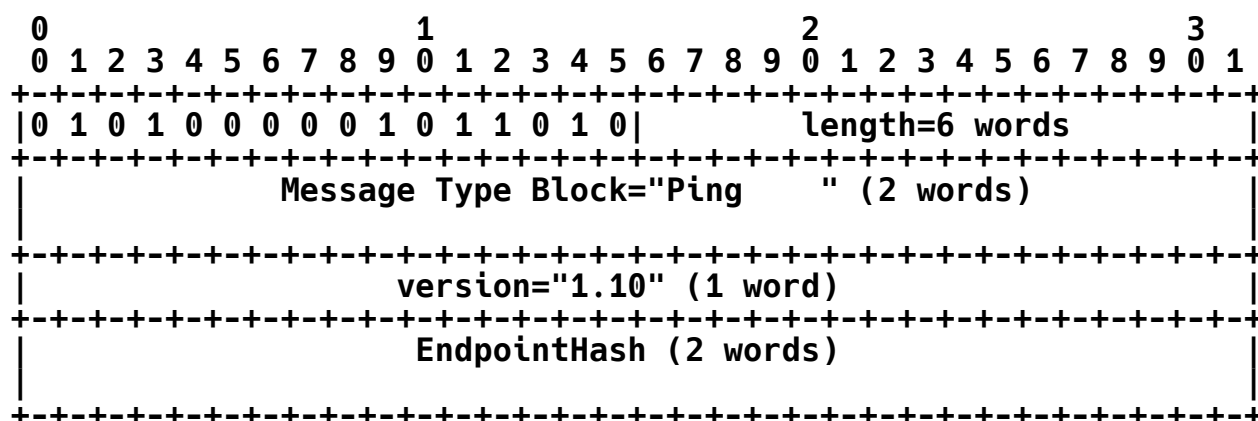 0                   1                   2                   3
 0 1 2 3 4 5 6 7 8 9 0 1 2 3 4 5 6 7 8 9 0 1 2 3 4 5 6 7 8 9 0 1
+-+-+-+-+-+-+-+-+-+-+-+-+-+-+-+-+-+-+-+-+-+-+-+-+-+-+-+-+-+-+-+-+
|0 1 0 1 0 0 0 0 0 1 0 1 1 0 1 0|        length=6 words         |
+-+-+-+-+-+-+-+-+-+-+-+-+-+-+-+-+-+-+-+-+-+-+-+-+-+-+-+-+-+-+-+-+
|             Message Type Block="Ping    " (2 words)           |
|                                                               |
+-+-+-+-+-+-+-+-+-+-+-+-+-+-+-+-+-+-+-+-+-+-+-+-+-+-+-+-+-+-+-+-+
|                   version="1.10" (1 word)                     |
+-+-+-+-+-+-+-+-+-+-+-+-+-+-+-+-+-+-+-+-+-+-+-+-+-+-+-+-+-+-+-+-+
|                    EndpointHash (2 words)                     |
|                                                               |
+-+-+-+-+-+-+-+-+-+-+-+-+-+-+-+-+-+-+-+-+-+-+-+-+-+-+-+-+-+-+-+-+